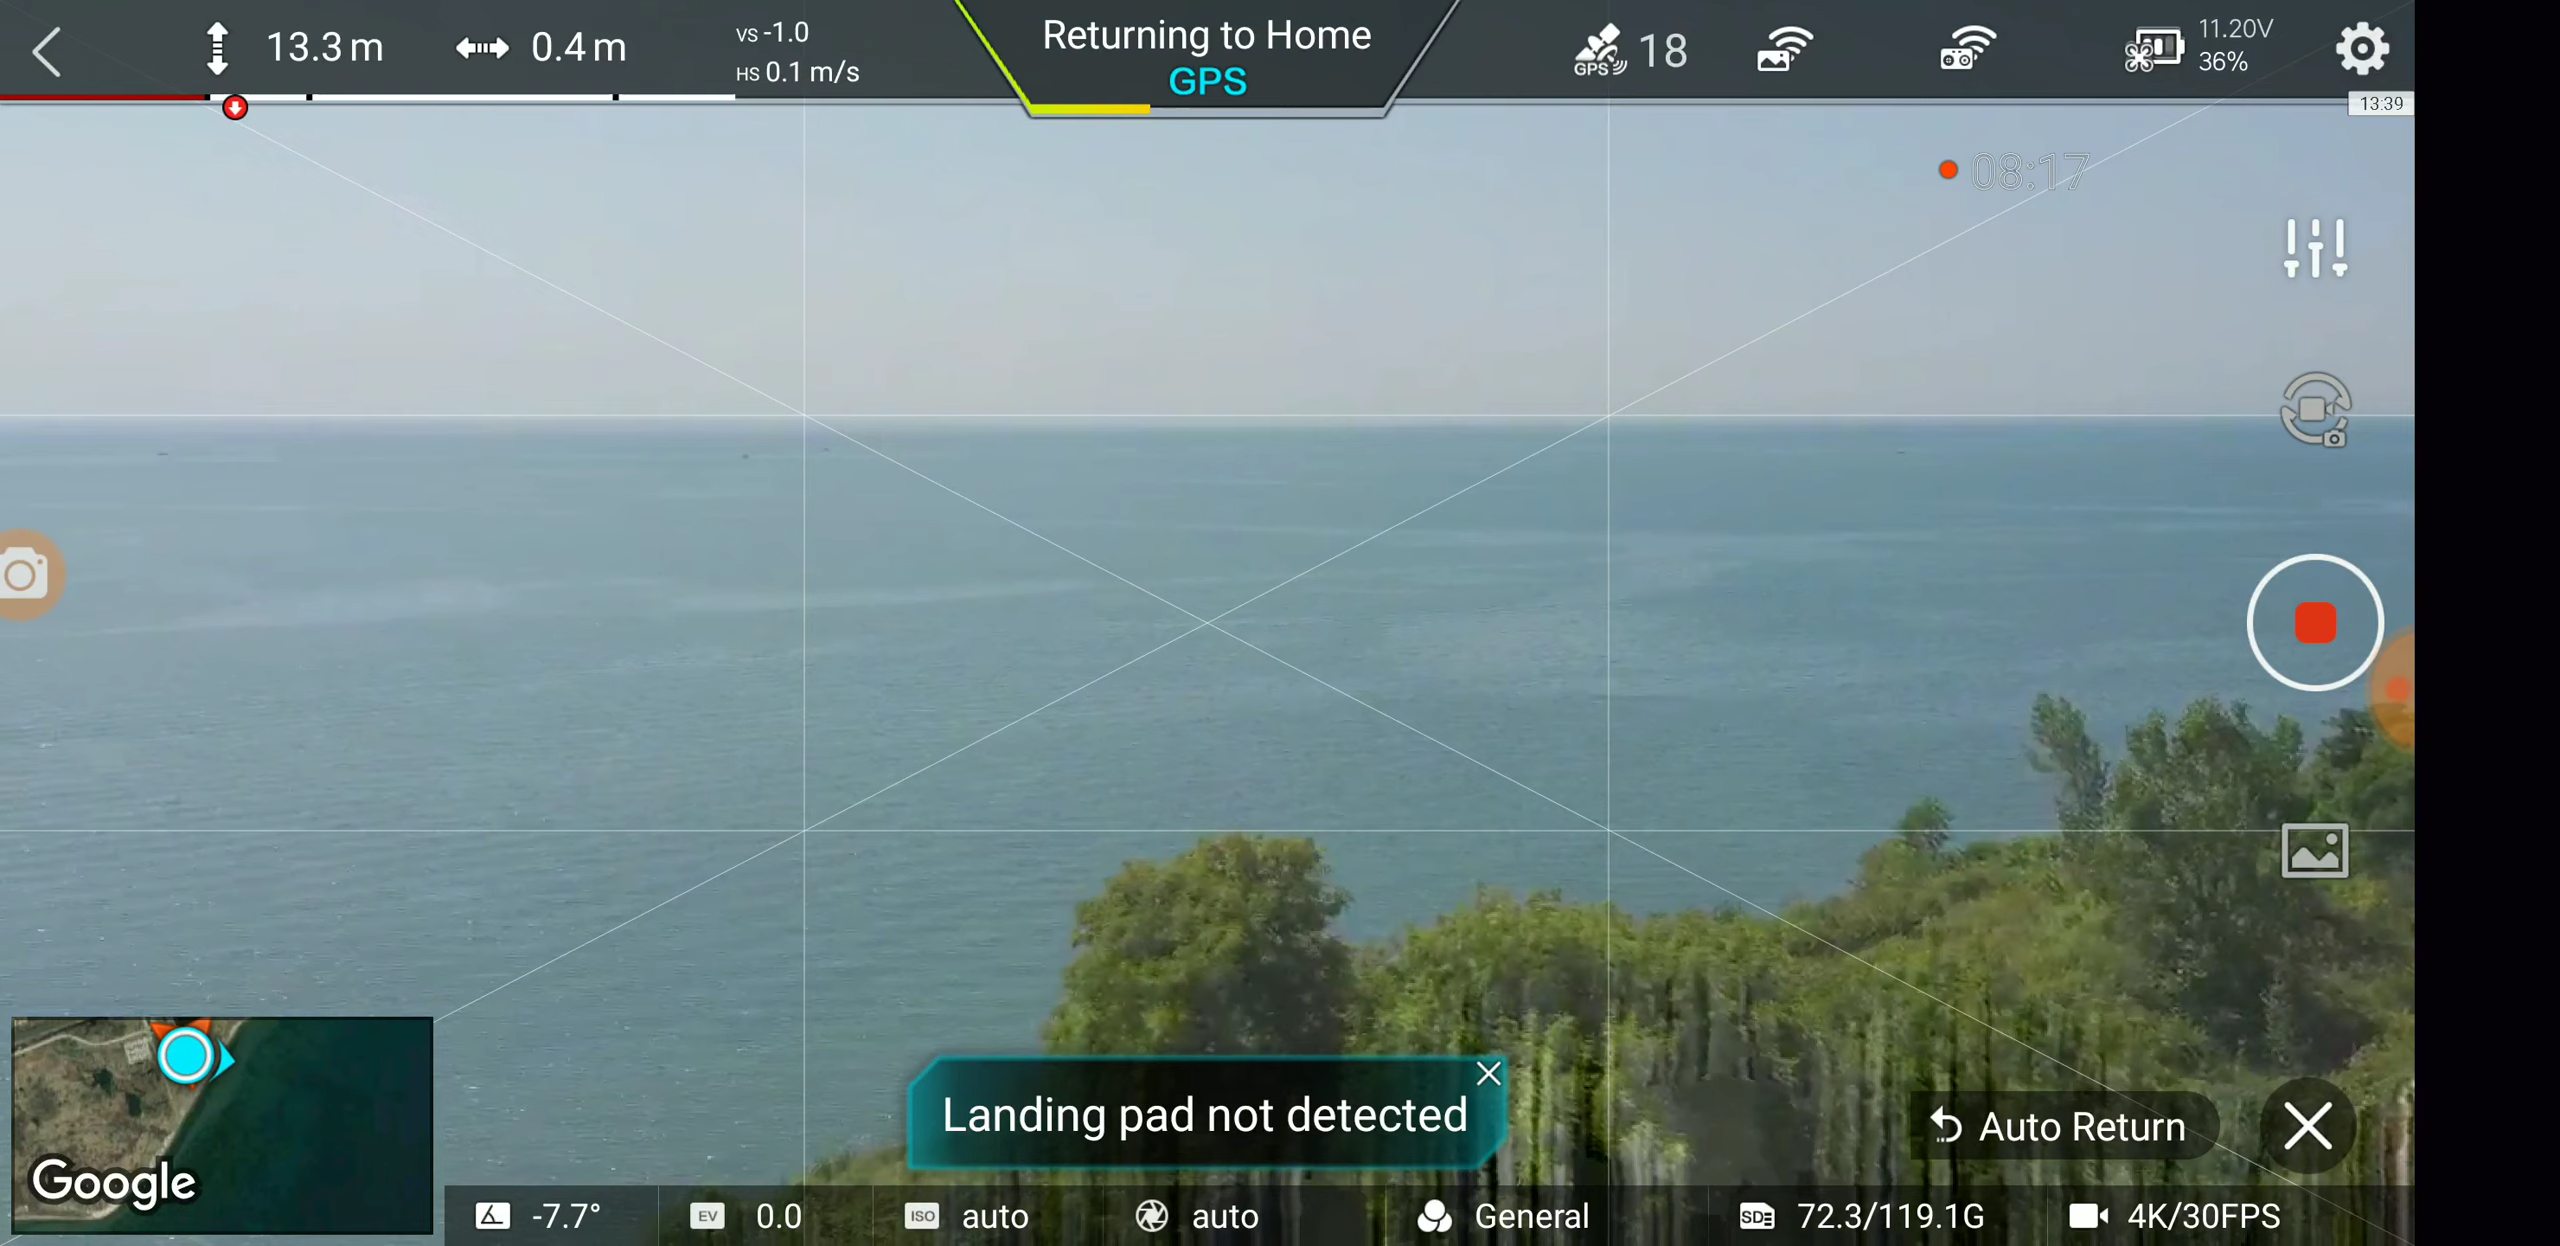 13.3 m
0.4 m
VS -1.0
HS 0.1 m/s
Returning to Home
GPS
GPS 18
11.20V
36%
13:39
08:17
Landing pad not detected
Auto Return
Google
-7.7°
EV 0.0
ISO auto
auto
General
SD 72.3/119.1G
4K/30FPS